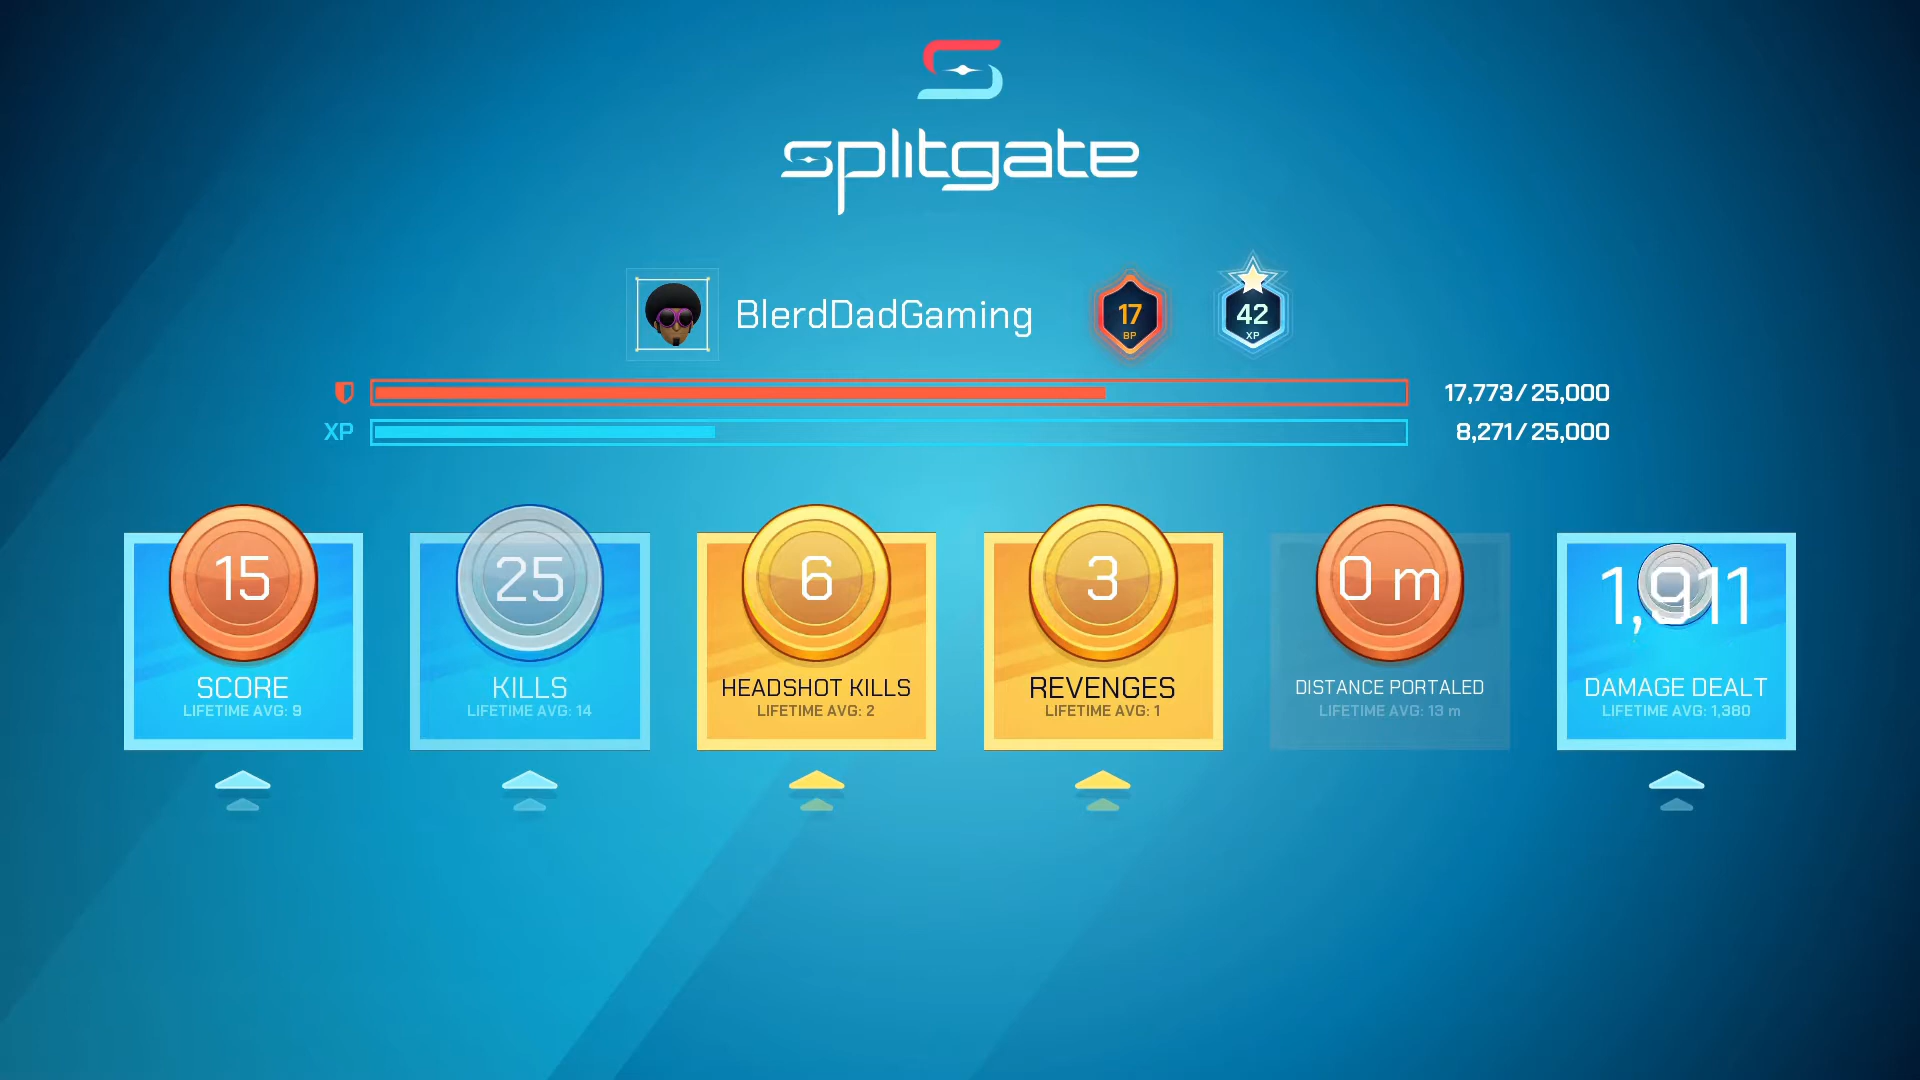 splitgate
BlerdDadGaming
17
BP
42
XP
17,773/25,000
XP
8,271/25,000
15
SCORE
LIFETIME AVG: 9
25
KILLS
LIFETIME AVG: 14
6
HEADSHOT KILLS
LIFETIME AVG: 2
3
REVENGES
LIFETIME AVG: 1
0 m
DISTANCE PORTALED
LIFETIME AVG: 13 m
1,911
DAMAGE DEALT
LIFETIME AVG: 1,380